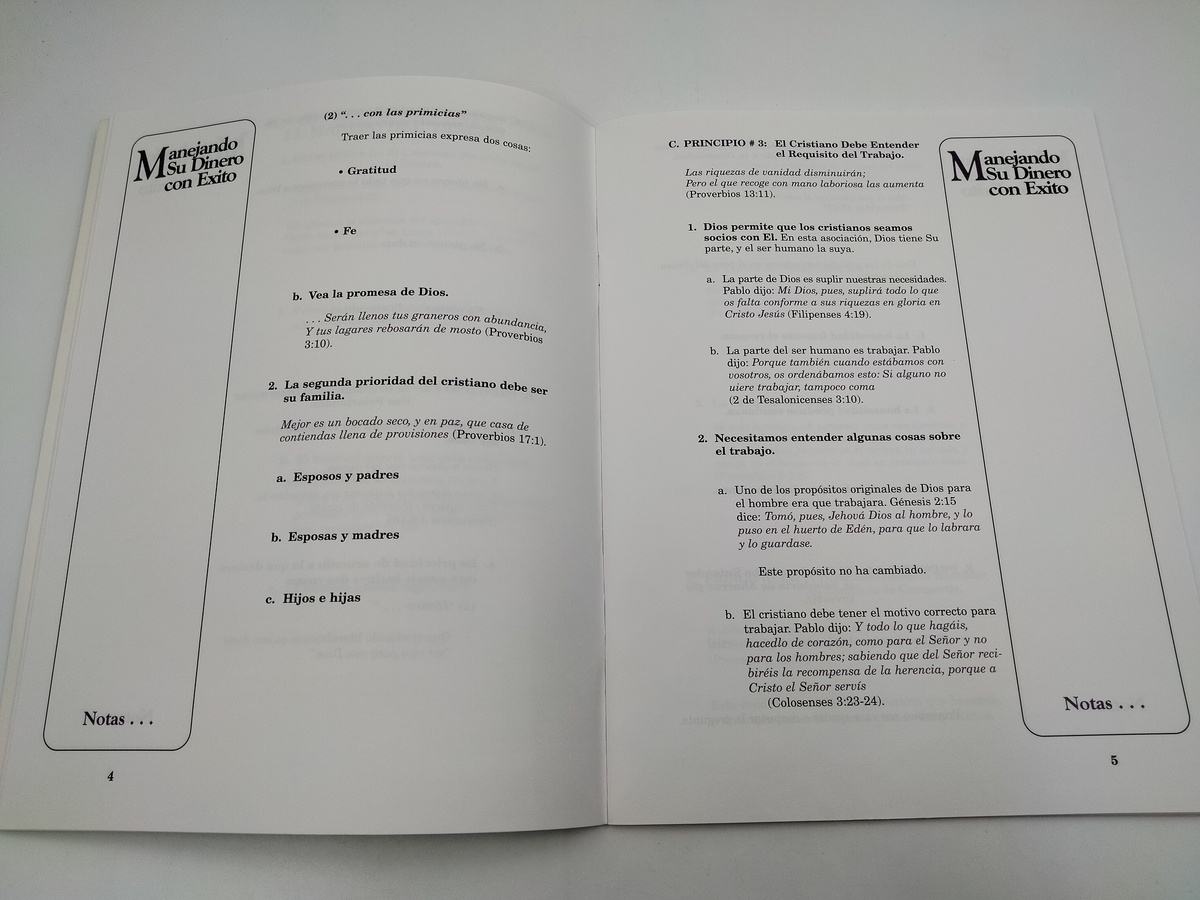 Manejando
Su Dinero
con Exito
(2) “. . . con las primicias”
Traer las primicias expresa dos cosas:
• Gratitud
• Fe
b. Vea la promesa de Dios.
. . . Serán llenos tus graneros con abundancia,
Y tus lagares rebosarán de mosto (Proverbios
3:10).
2. La segunda prioridad del cristiano debe ser
su familia.
Mejor es un bocado seco, y en paz, que casa de
contiendas llena de provisiones (Proverbios 17:1).
a. Esposos y padres
b. Esposas y madres
c. Hijos e hijas
Notas . . .
4
C. PRINCIPIO # 3: El Cristiano Debe Entender
el Requisito del Trabajo.
Las riquezas de vanidad disminuirán;
Pero el que recoge con mano laboriosa las aumenta
(Proverbios 13:11).
1. Dios permite que los cristianos seamos
socios con El. En esta asociación, Dios tiene Su
parte, y el ser humano la suya.
a. La parte de Dios es suplir nuestras necesidades.
Pablo dijo: Mi Dios, pues, suplirá todo lo que
os falta conforme a sus riquezas en gloria en
Cristo Jesús (Filipenses 4:19).
b. La parte del ser humano es trabajar. Pablo
dijo: Porque también cuando estábamos con
vosotros, os ordenábamos esto: Si alguno no
uiere trabajar, tampoco coma
(2 de Tesalonicenses 3:10).
2. Necesitamos entender algunas cosas sobre
el trabajo.
a. Uno de los propósitos originales de Dios para
el hombre era que trabajara. Génesis 2:15
dice: Tomó, pues, Jehová Dios al hombre, y lo
puso en el huerto de Edén, para que lo labrara
y lo guardase.
Este propósito no ha cambiado.
b. El cristiano debe tener el motivo correcto para
trabajar. Pablo dijo: Y todo lo que hagáis,
hacedlo de corazón, como para el Señor y no
para los hombres; sabiendo que del Señor reci-
biréis la recompensa de la herencia, porque a
Cristo el Señor servís
(Colosenses 3:23-24).
Manejando
Su Dinero
con Exito
Notas . . .
5